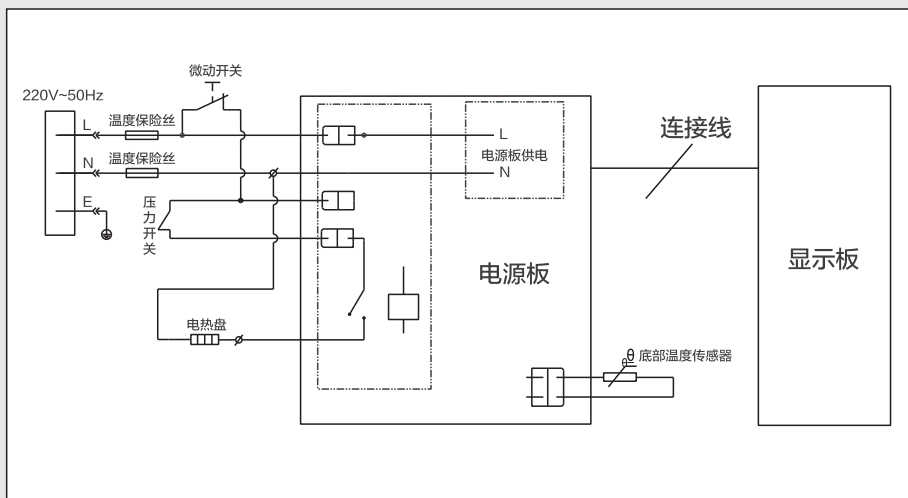 微动开关
220V~50Hz
L
温度保险丝
N
温度保险丝
E
压力开关
电热盘
L
电源板供电
N
电源板
连接线
显示板
θ
θ
底部温度传感器